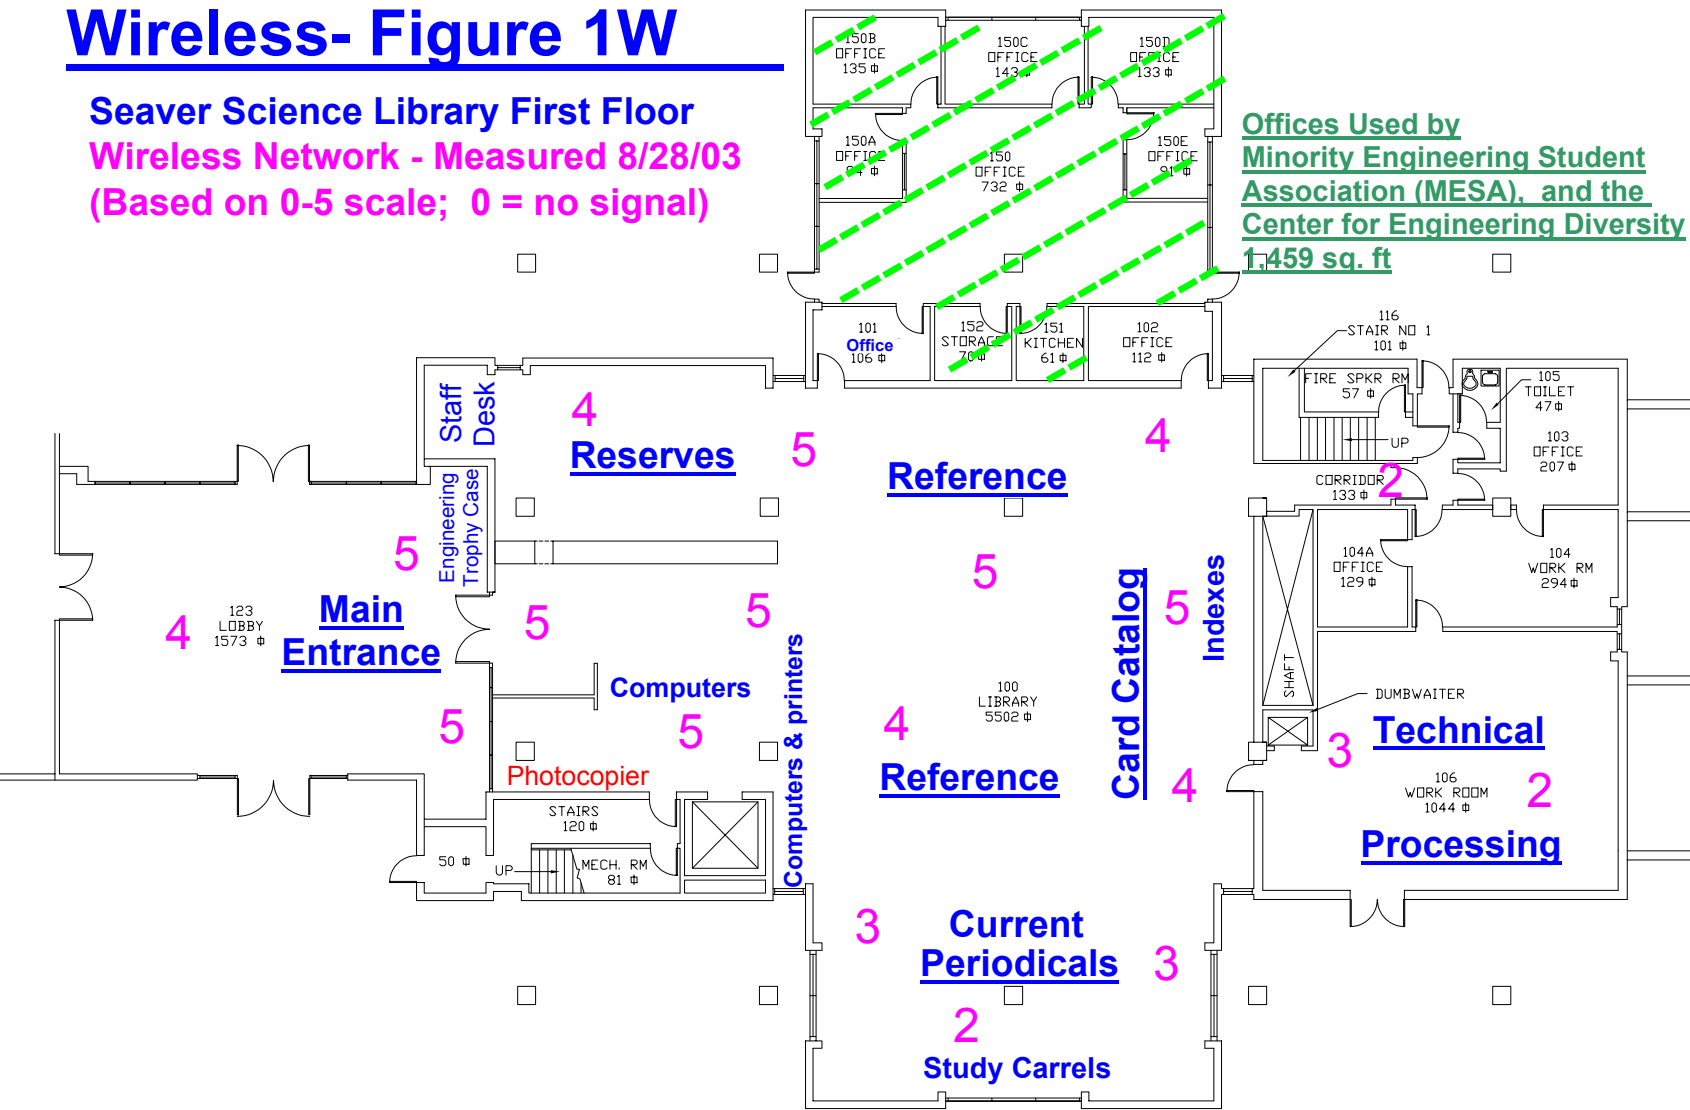 Wireless- Figure 1W
Seaver Science Library First Floor
Wireless Network - Measured 8/28/03
(Based on 0-5 scale;  0 = no signal)
Offices Used by
Minority Engineering Student
Association (MESA),  and the
Center for Engineering Diversity
1,459 sq. ft
150B
OFFICE
135 ⌽
150C
OFFICE
143 ⌽
150D
OFFICE
133 ⌽
150A
OFFICE
84 ⌽
150
OFFICE
732 ⌽
150E
OFFICE
91 ⌽
101
Office
106 ⌽
152
STORAGE
70 ⌽
151
KITCHEN
61 ⌽
102
OFFICE
112 ⌽
116
STAIR NO 1
101 ⌽
FIRE SPKR RM
57 ⌽
105
TOILET
47 ⌽
UP
103
OFFICE
207 ⌽
CORRIDOR
133 ⌽
2
Staff
Desk
4
Reserves
5
4
Reference
Engineering
Trophy Case
5
4
123
LOBBY
1573 ⌽
Main
Entrance
5
5
5
5
Computers
5
Photocopier
Computers & printers
5
100
LIBRARY
5502 ⌽
4
Reference
Card Catalog
5
Indexes
4
104A
OFFICE
129 ⌽
104
WORK RM
294 ⌽
SHAFT
DUMBWAITER
3
Technical
106
WORK ROOM
1044 ⌽
2
Processing
STAIRS
120 ⌽
50 ⌽
UP
MECH. RM
81 ⌽
3
Current
Periodicals
3
2
Study Carrels